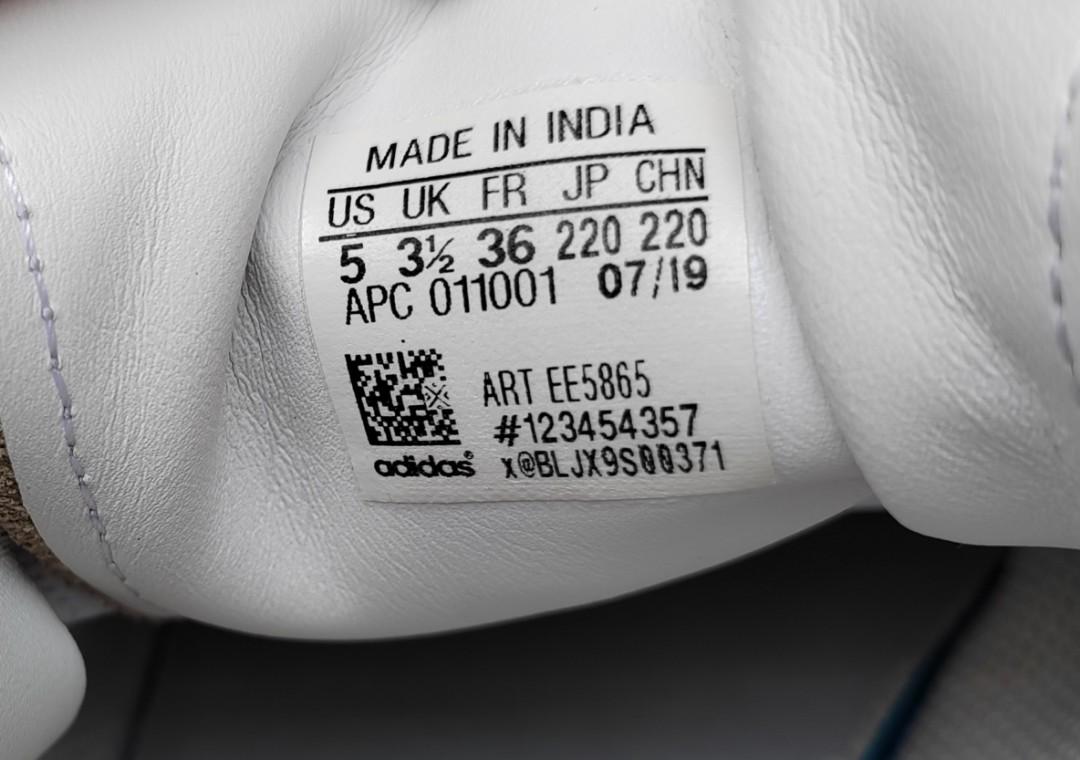 MADE IN INDIA
US UK FR JP CHN
5 3½ 36 220 220
APC 011001 07/19
ART EE5865
#123454357
adidas® x@BLJX9S00371